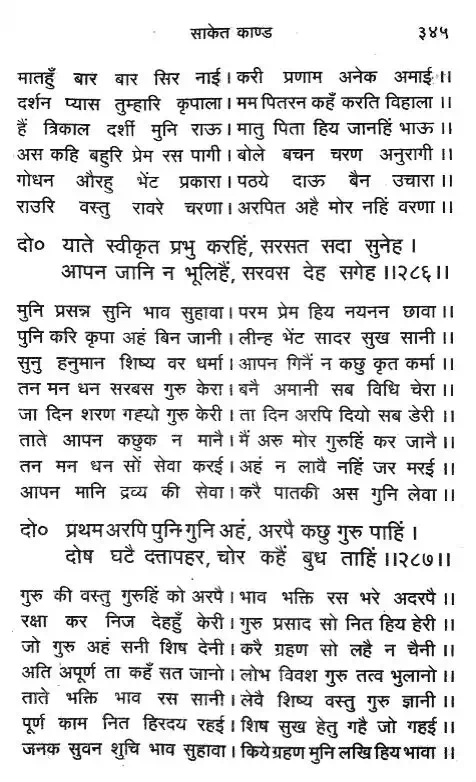 साकेत काण्ड ३४५
मातहुँ बार बार सिर नाई। करी प्रणाम अनेक अमाई।।
दर्शन प्यास तुम्हारि कृपाला। मम पितरन कहँ करति विहाला।।
हैं त्रिकाल दर्शी मुनि राऊ। मातु पिता हिय जानहिं भाऊ।।
अस कहि बहुरि प्रेम रस पागी। बोले बचन चरण अनुरागी।।
गोधन औरहु भेंट प्रकारा। पठये दाऊ बैन उचारा।।
राउरि वस्तु रावरे चरणा। अरपित अहै मोर नहिं वरणा।।
दो० याते स्वीकृत प्रभु करहिं, सरसत सदा सुनेह।
आपन जानि न भूलिहैं, सरवस देह सगेह।।२८६।।
मुनि प्रसन्न सुनि भाव सुहावा। परम प्रेम हिय नयनन छावा।।
पुनि करि कृपा अहं बिन जानी। लीन्ह भेंट सादर सुख सानी।।
सुनु हनुमान शिष्य वर धर्मा। आपन गिनैं न कछु कृत कर्मा।।
तन मन धन सरबस गुरु केरा। बनै अमानी सब विधि चेरा।।
जा दिन शरण गह्यो गुरु केरी। ता दिन अरपि दियो सब डेरी।।
ताते आपन कछुक न मानै। मैं अरु मोर गुरुहिं कर जानै।।
तन मन धन सों सेवा करई। अहं न लावै नहिं जर मरई।।
आपन मानि द्रव्य की सेवा। करै पातकी अस गुनि लेवा।।
दो० प्रथम अरपि पुनि गुनि अहं, अरपै कछु गुरु पाहिं।
दोष घटै दत्तापहर, चोर कहैं बुध ताहिं।।२८७।।
गुरु की वस्तु गुरुहिं को अरपै। भाव भक्ति रस भरे अदरपै।।
रक्षा कर निज देहहुँ केरी। गुरु प्रसाद सो नित हिय हेरी।।
जो गुरु अहं सनी शिष देनी। करै ग्रहण सो लहै न चैनी।।
अति अपूर्ण ता कहँ सत जानो। लोभ विवश गुरु तत्व भुलानो।।
ताते भक्ति भाव रस सानी। लेवै शिष्य वस्तु गुरु ज्ञानी।।
पूर्ण काम नित हिरदय रहई। शिष सुख हेतु गहै जो गहई।।
जनक सुवन शुचि भाव सुहावा। किये ग्रहण मुनि लखि हिय भावा।।